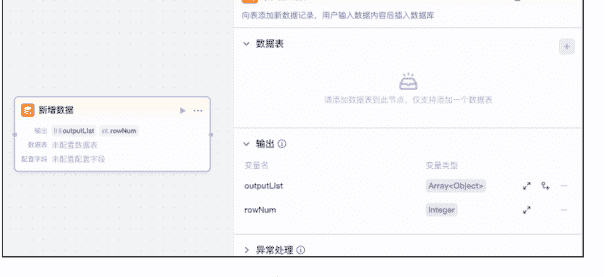 向表添加新数据记录，用户输入数据内容后插入数据库
数据表
请添加数据表到此节点，仅支持添加一个数据表
新增数据
输出 outputList int. rowNum
数据表 未配置数据表
配置字段 未配置配置字段
输出
变量名 变量类型
outputList Array<Object>
rowNum Integer
异常处理